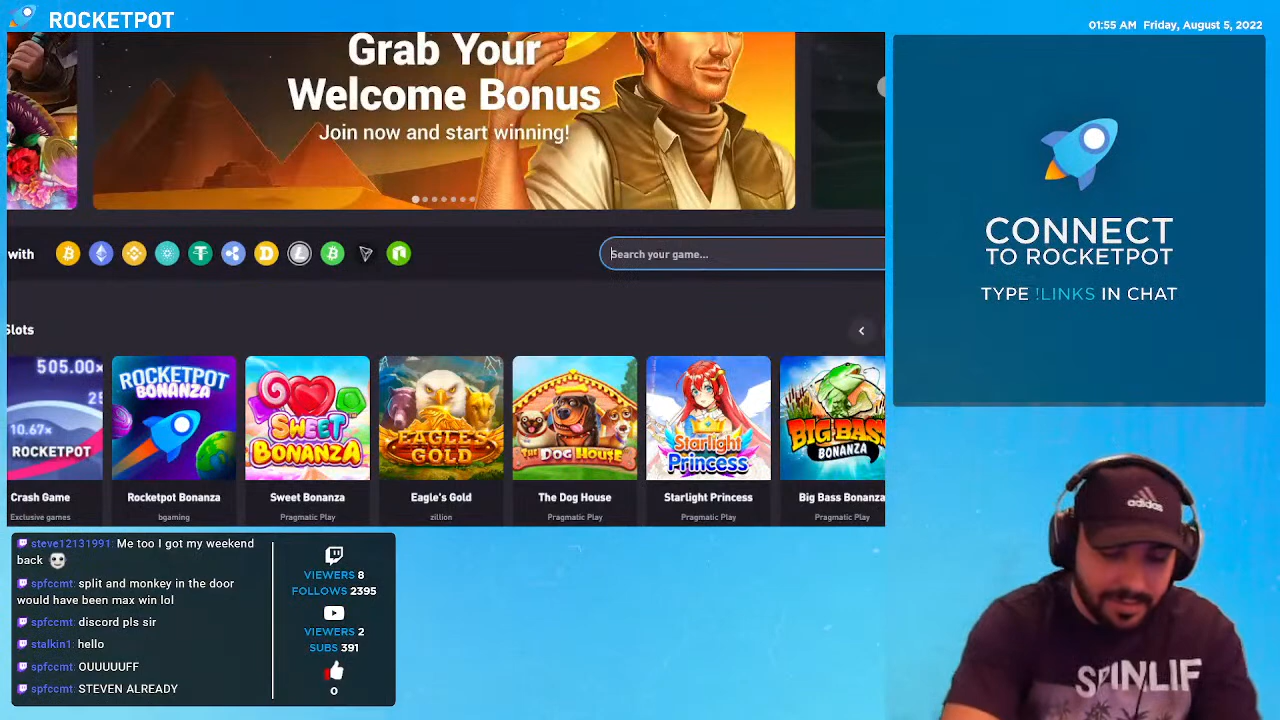 ROCKETPOT
01:55 AM Friday, August 5, 2022
Grab Your
Welcome Bonus
Join now and start winning!
with
Search your game...
Slots
505.00x
25
10.67x
ROCKETPOT
ROCKETPOT
BONANZA
SWEET
BONANZA
EAGLES
GOLD
THE DOG HOUSE
Starlight
Princess
BIG BASS
BONANZA
Crash Game
Rocketpot Bonanza
Sweet Bonanza
Eagle's Gold
The Dog House
Starlight Princess
Big Bass Bonanza
Exclusive games
bgaming
Pragmatic Play
zillion
Pragmatic Play
Pragmatic Play
Pragmatic Play
CONNECT
TO ROCKETPOT
TYPE !LINKS IN CHAT
steve12131991: Me too I got my weekend
back
spfccmt: split and monkey in the door
would have been max win lol
spfccmt: discord pls sir
stalkin1: hello
spfccmt: OUUUUUFF
spfccmt: STEVEN ALREADY
VIEWERS 8
FOLLOWS 2395
VIEWERS 2
SUBS 391
0
adidas
SPINLIF